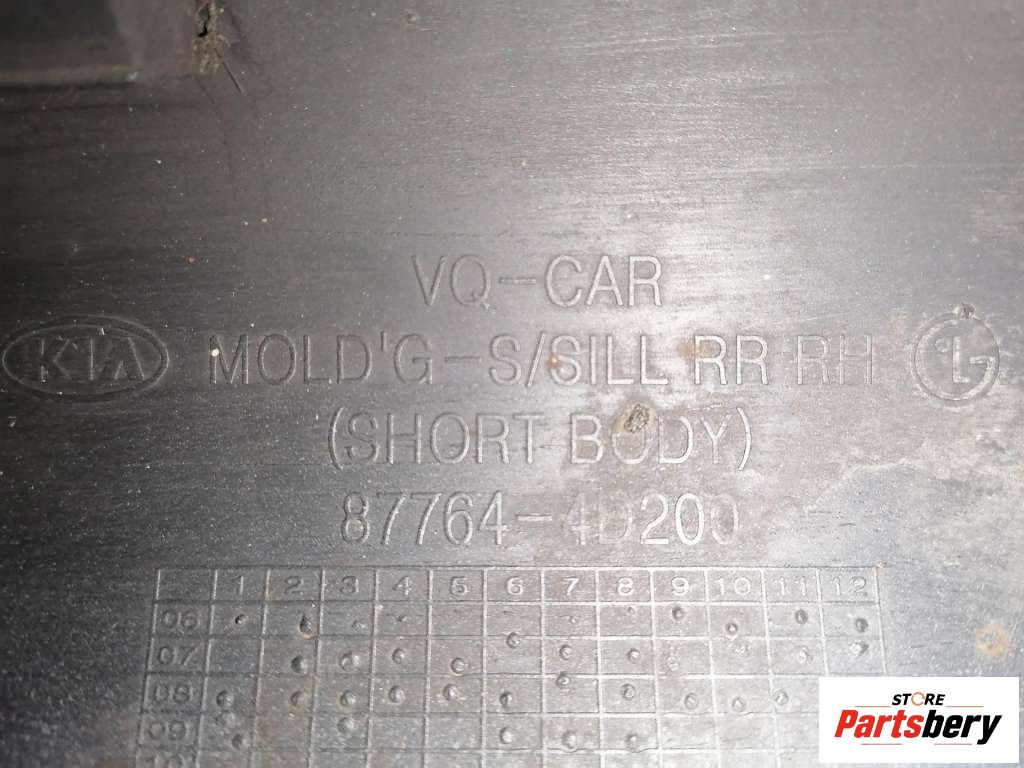 VQ-CAR
KIA
MOLD'G-S/SILL RR RH
LG
(SHORT BODY)
87764-4D200
1 2 3 4 5 6 7 8 9 10 11 12
06
07
08
09
STORE
Partsbery